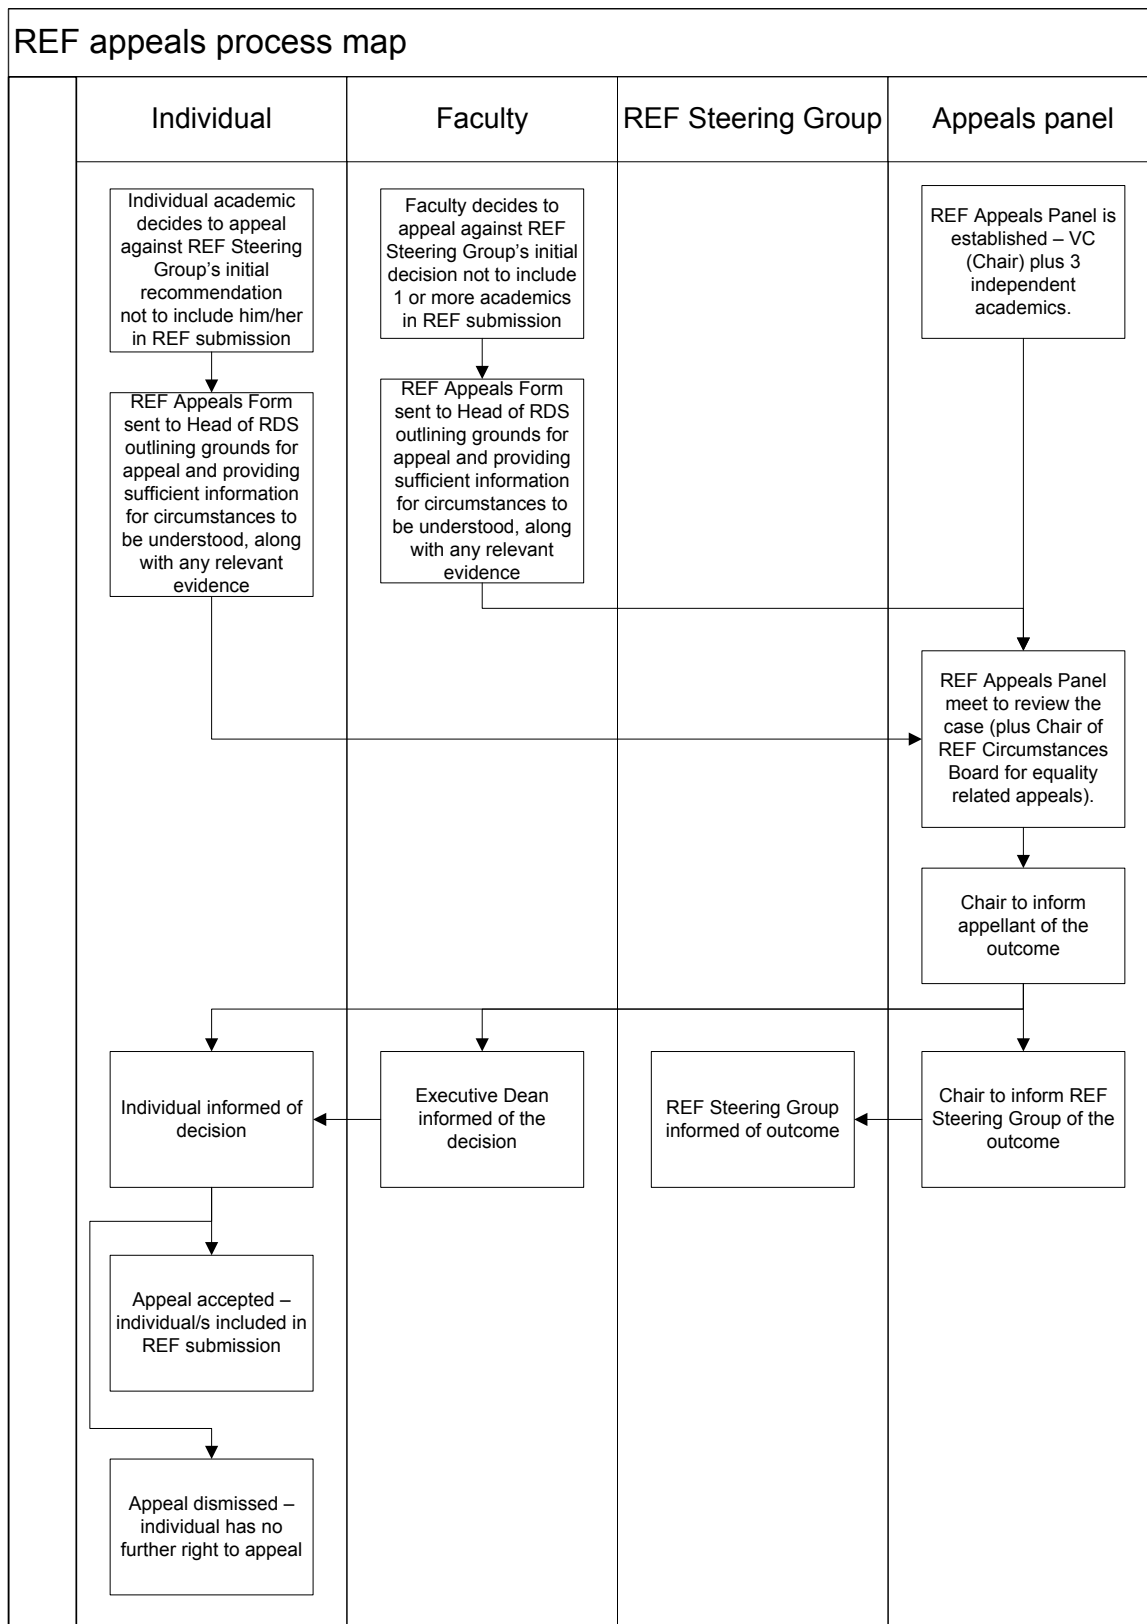 REF appeals process map
Individual
Faculty
REF Steering Group
Appeals panel
Individual academic
decides to appeal
against REF Steering
Group’s initial
recommendation
not to include him/her
in REF submission
Faculty decides to
appeal against REF
Steering Group’s initial
decision not to include
1 or more academics
in REF submission
REF Appeals Panel is
established – VC
(Chair) plus 3
independent
academics.
REF Appeals Form
sent to Head of RDS
outlining grounds for
appeal and providing
sufficient information
for circumstances to
be understood, along
with any relevant
evidence
REF Appeals Form
sent to Head of RDS
outlining grounds for
appeal and providing
sufficient information
for circumstances to
be understood, along
with any relevant
evidence
REF Appeals Panel
meet to review the
case (plus Chair of
REF Circumstances
Board for equality
related appeals).
Chair to inform
appellant of the
outcome
Individual informed of
decision
Executive Dean
informed of the
decision
REF Steering Group
informed of outcome
Chair to inform REF
Steering Group of the
outcome
Appeal accepted –
individual/s included in
REF submission
Appeal dismissed –
individual has no
further right to appeal